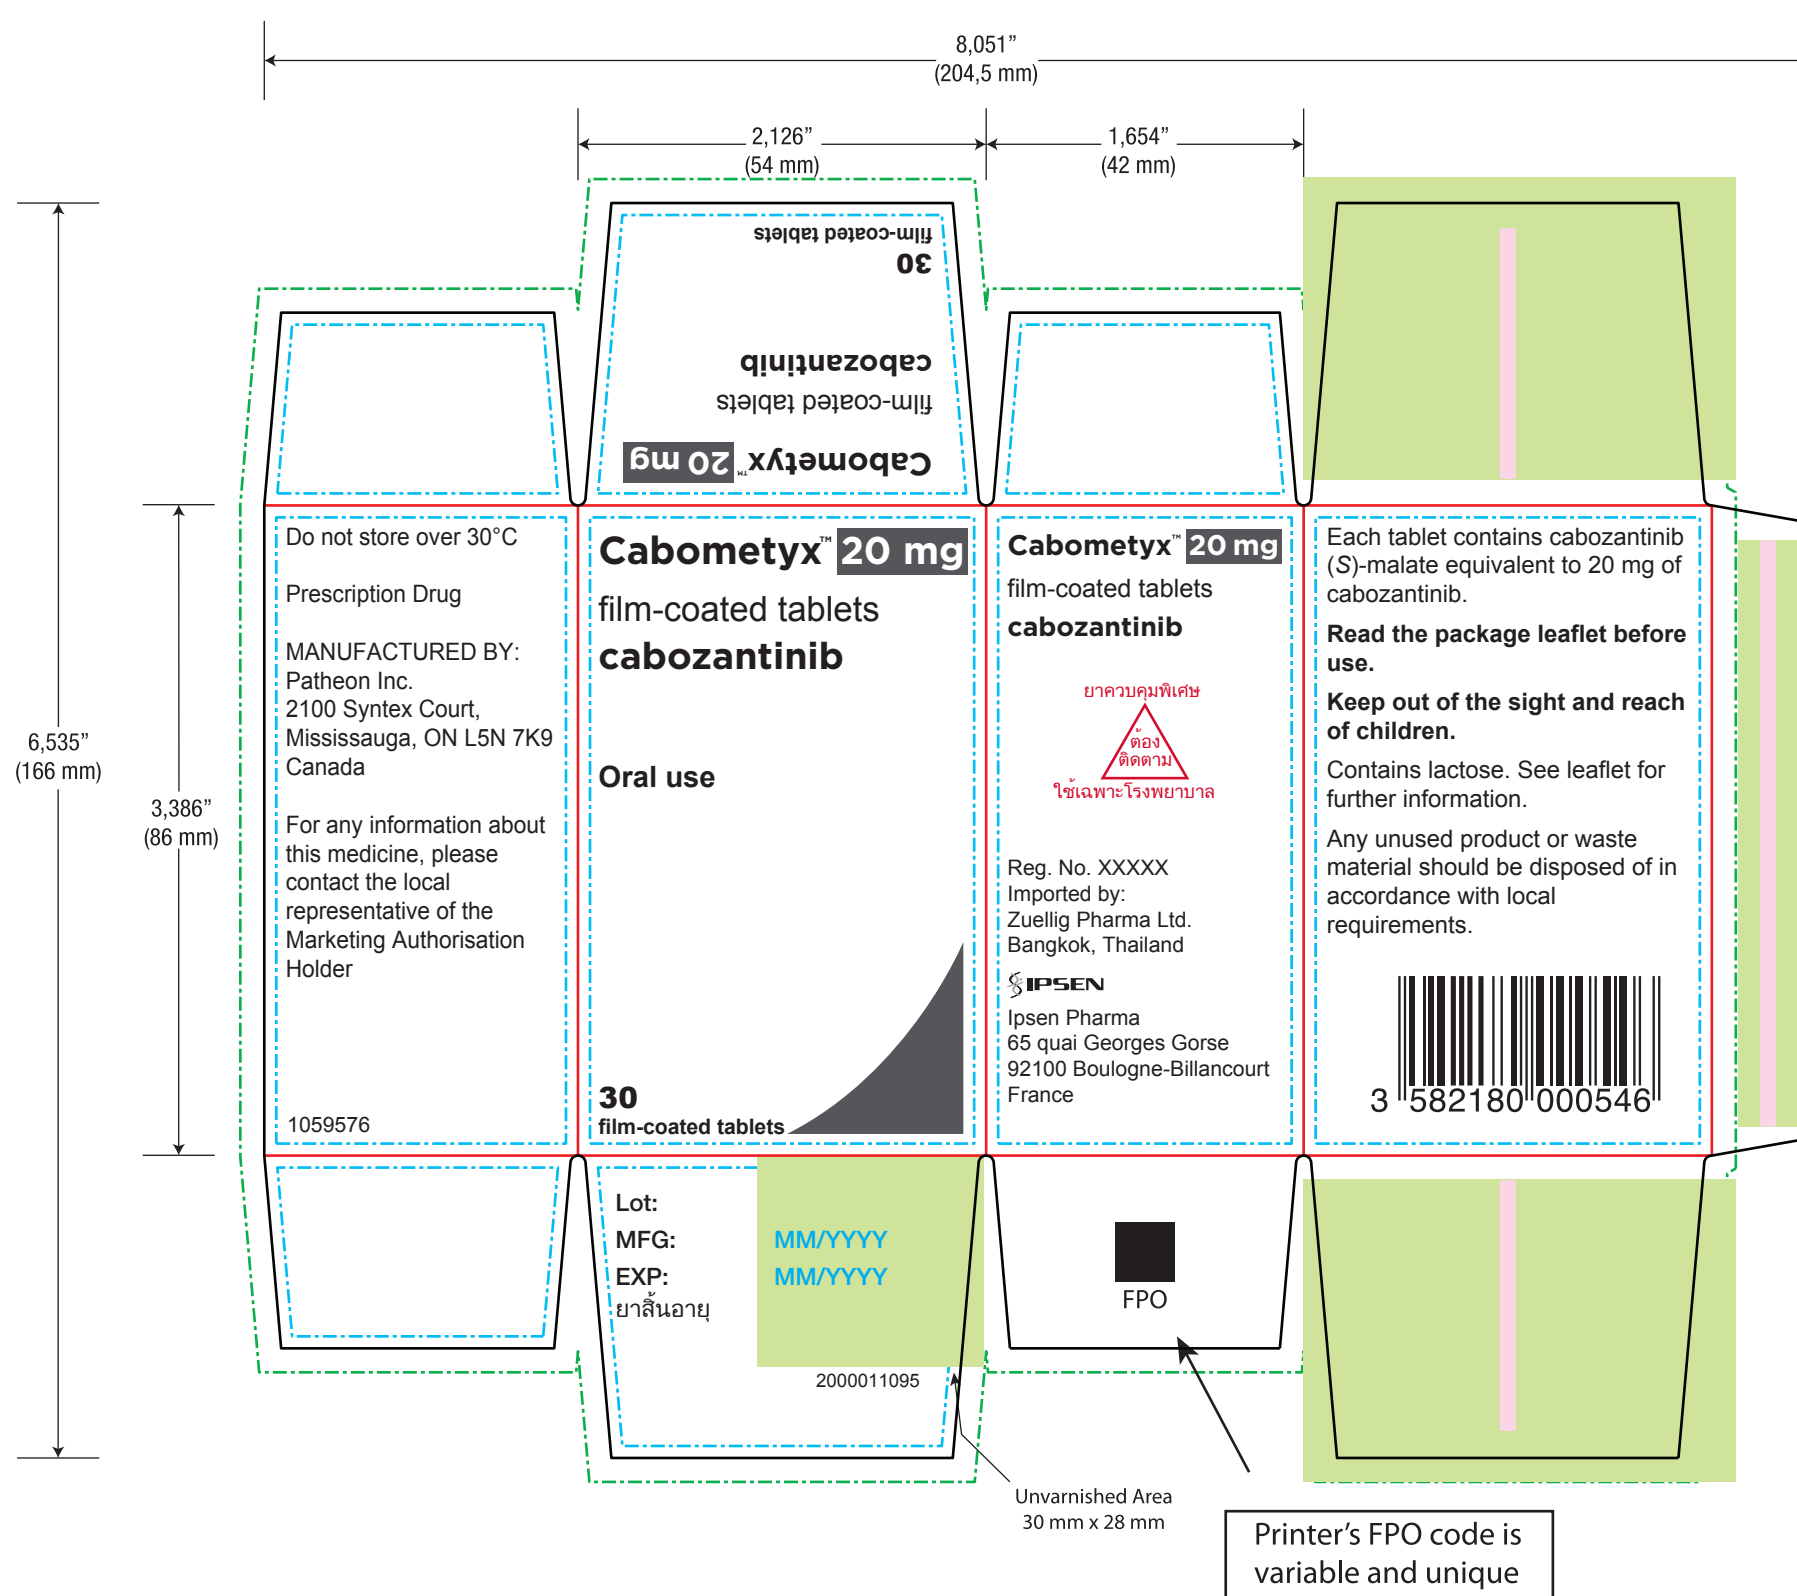 8,051”
(204,5 mm)
2,126”
(54 mm)
1,654”
(42 mm)
6,535”
(166 mm)
3,386”
(86 mm)
Cabometyx™ 20 mg
film-coated tablets
cabozantinib
30
film-coated tablets
Do not store over 30°C
Prescription Drug
MANUFACTURED BY:
Patheon Inc.
2100 Syntex Court,
Mississauga, ON L5N 7K9
Canada
For any information about
this medicine, please
contact the local
representative of the
Marketing Authorisation
Holder
1059576
Cabometyx™ 20 mg
film-coated tablets
cabozantinib
Oral use
30
film-coated tablets
Cabometyx™ 20 mg
film-coated tablets
cabozantinib
ยาควบคุมพิเศษ
ต้อง
ติดตาม
ใช้เฉพาะโรงพยาบาล
Reg. No. XXXXX
Imported by:
Zuellig Pharma Ltd.
Bangkok, Thailand
IPSEN
Ipsen Pharma
65 quai Georges Gorse
92100 Boulogne-Billancourt
France
Each tablet contains cabozantinib
(S)-malate equivalent to 20 mg of
cabozantinib.
Read the package leaflet before
use.
Keep out of the sight and reach
of children.
Contains lactose. See leaflet for
further information.
Any unused product or waste
material should be disposed of in
accordance with local
requirements.
3 582180 000546
Lot:
MFG: MM/YYYY
EXP: MM/YYYY
ยาสิ้นอายุ
2000011095
FPO
Unvarnished Area
30 mm x 28 mm
Printer’s FPO code is
variable and unique